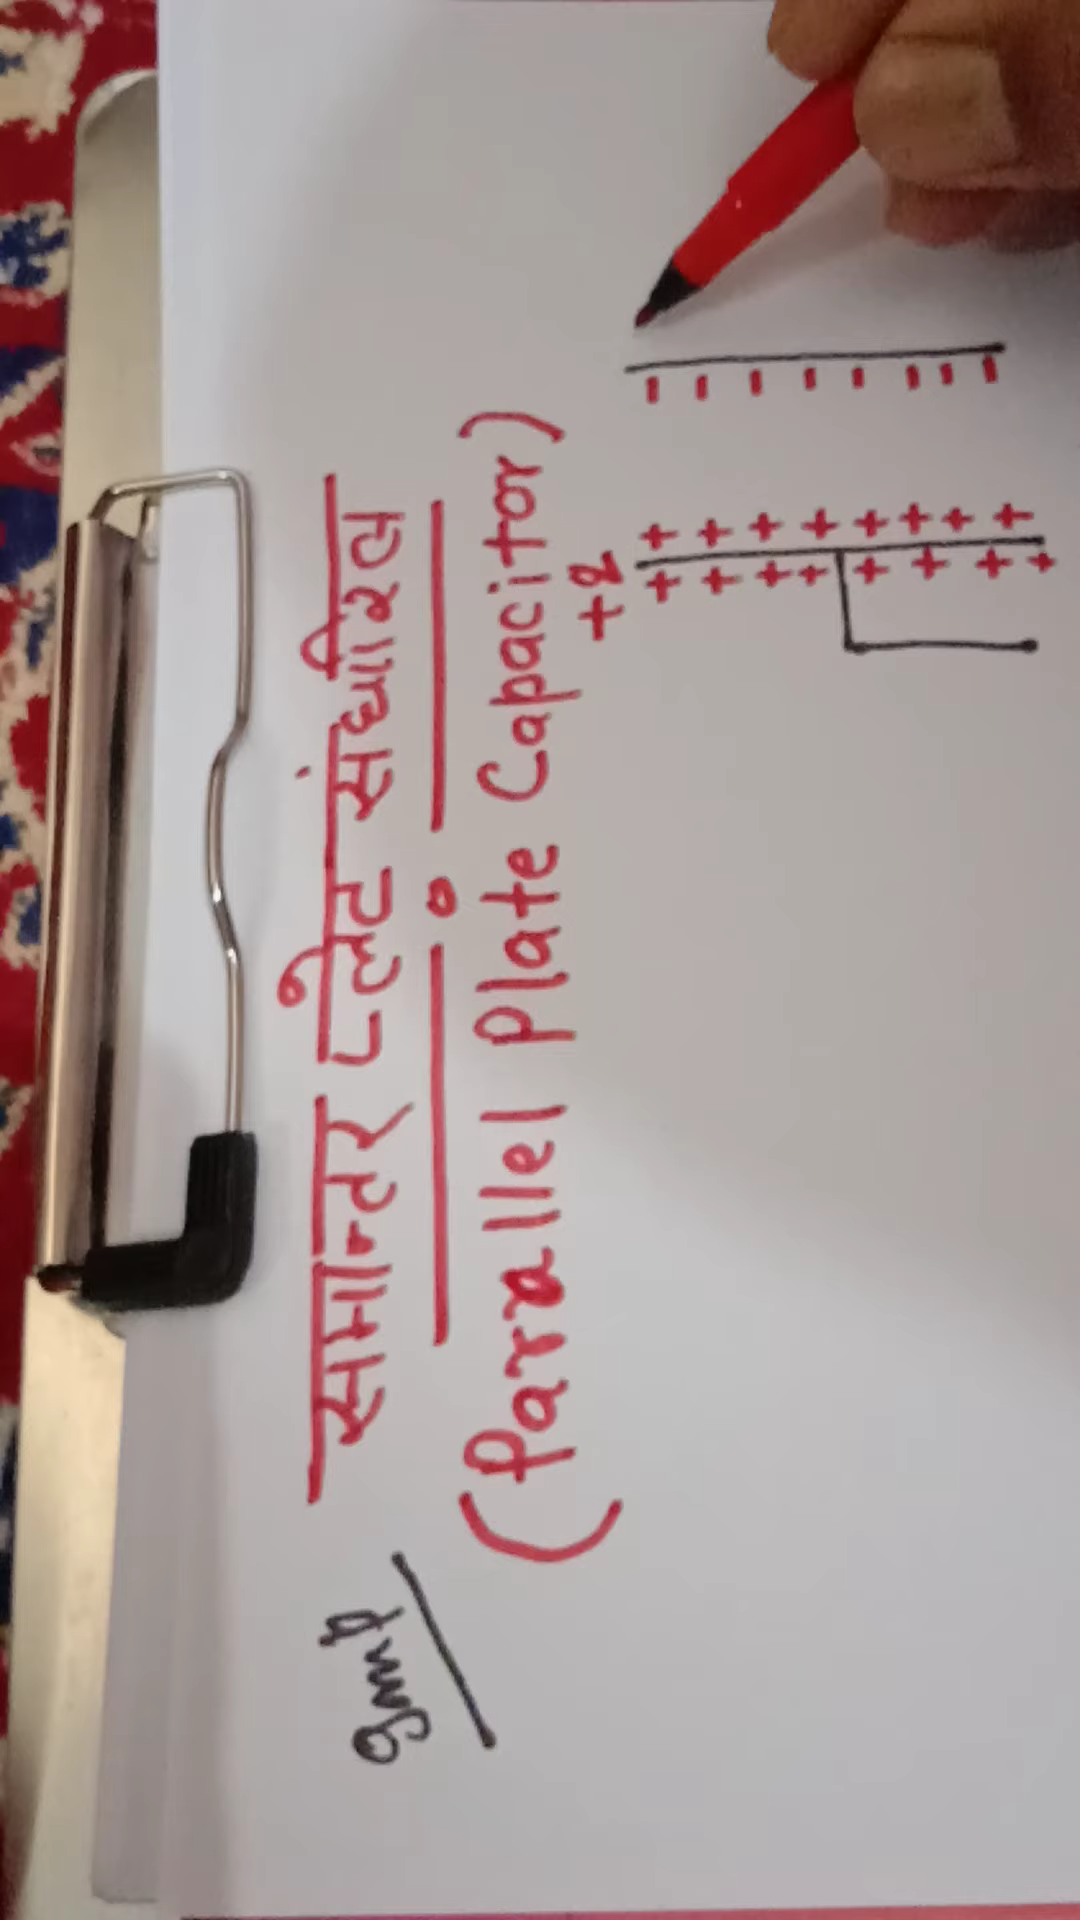 Imp समान्तर प्लेट संधारित्र
(Parallel Plate Capacitor)
+q